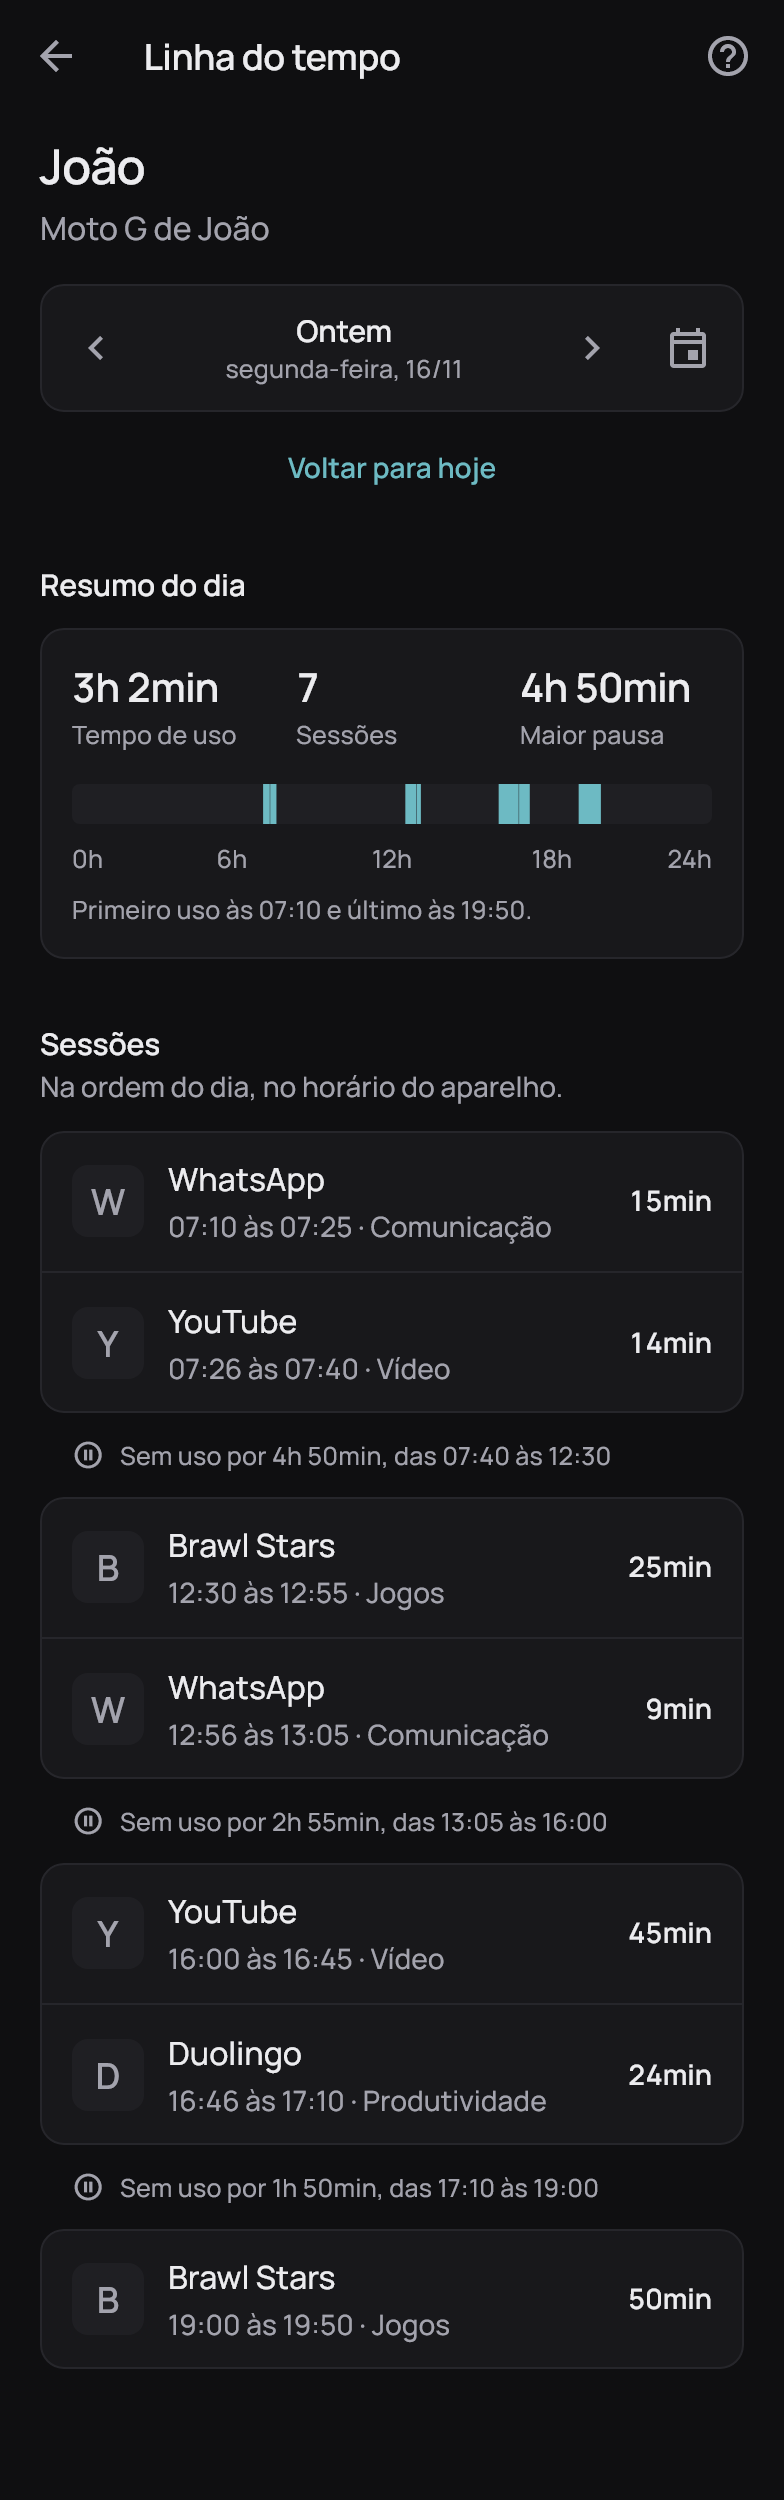 Linha do tempo
João
Moto G de João
Ontem
segunda-feira, 16/11
Voltar para hoje
Resumo do dia
3h 2min 7 4h 50min
Tempo de uso Sessões Maior pausa
0h 6h 12h 18h 24h
Primeiro uso às 07:10 e último às 19:50.
Sessões
Na ordem do dia, no horário do aparelho.
W
WhatsApp
07:10 às 07:25 · Comunicação
15min
Y
YouTube
07:26 às 07:40 · Vídeo
14min
Sem uso por 4h 50min, das 07:40 às 12:30
B
Brawl Stars
12:30 às 12:55 · Jogos
25min
W
WhatsApp
12:56 às 13:05 · Comunicação
9min
Sem uso por 2h 55min, das 13:05 às 16:00
Y
YouTube
16:00 às 16:45 · Vídeo
45min
D
Duolingo
16:46 às 17:10 · Produtividade
24min
Sem uso por 1h 50min, das 17:10 às 19:00
B
Brawl Stars
19:00 às 19:50 · Jogos
50min